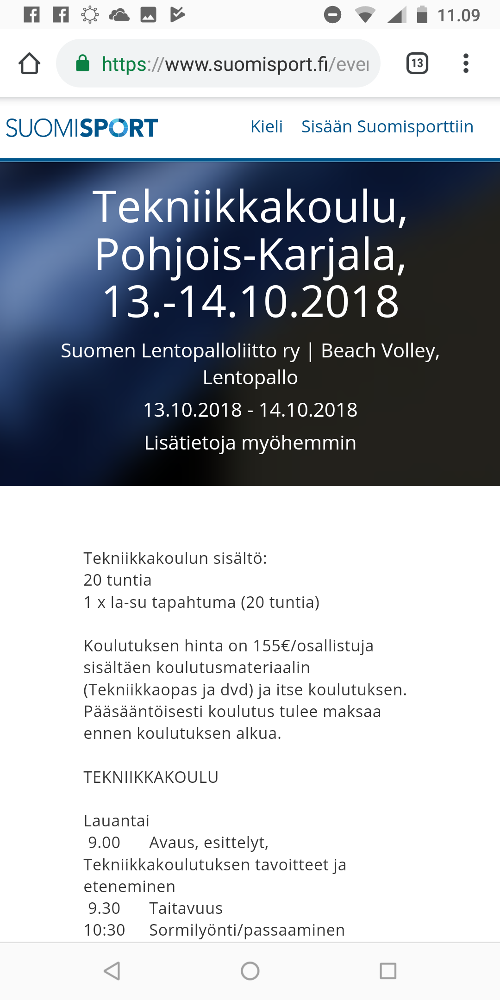 11.09
https://www.suomisport.fi/eve
13
SUOMISPORT
Kieli Sisään Suomisporttiin
Tekniikkakoulu,
Pohjois-Karjala,
13.-14.10.2018
Suomen Lentopalloliitto ry | Beach Volley,
Lentopallo
13.10.2018 - 14.10.2018
Lisätietoja myöhemmin
Tekniikkakoulun sisältö:
20 tuntia
1 x la-su tapahtuma (20 tuntia)
Koulutuksen hinta on 155€/osallistuja
sisältäen koulutusmateriaalin
(Tekniikkaopas ja dvd) ja itse koulutuksen.
Pääsääntöisesti koulutus tulee maksaa
ennen koulutuksen alkua.
TEKNIIKKAKOULU
Lauantai
9.00 Avaus, esittelyt,
Tekniikkakoulutuksen tavoitteet ja
eteneminen
9.30 Taitavuus
10:30 Sormilyönti/passaaminen